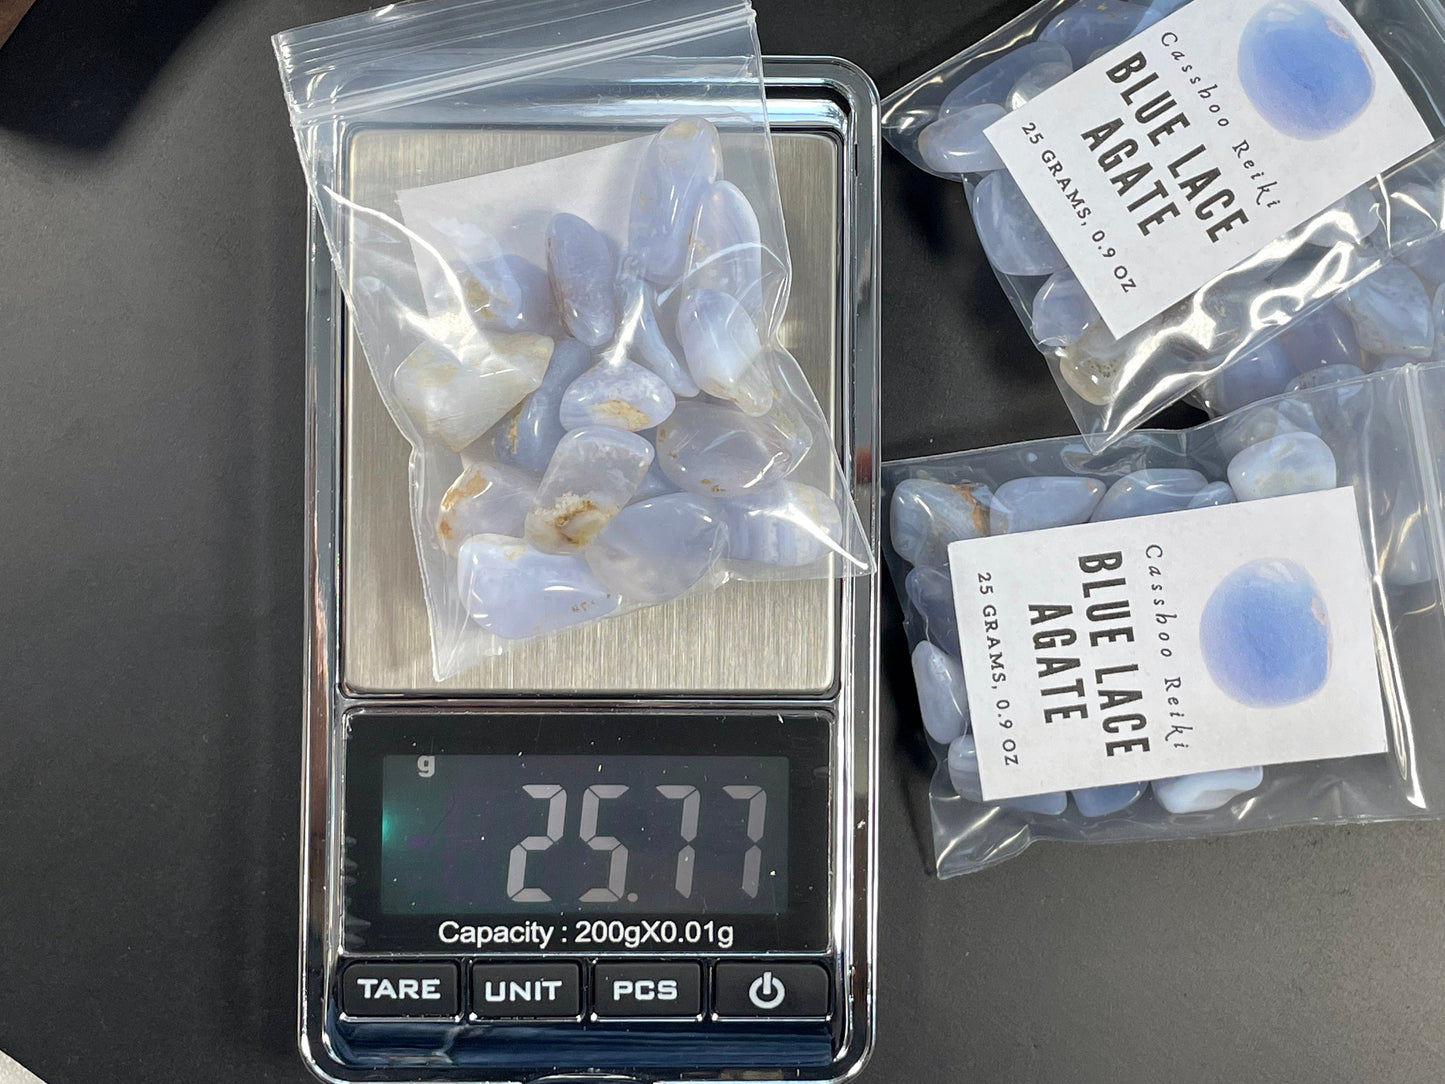 g
25.77
Capacity : 200gX0.01g
TARE
UNIT
PCS
Cassboo Reiki
BLUE LACE
AGATE
25 GRAMS, 0.9 OZ
Cassboo Reiki
BLUE LACE
AGATE
25 GRAMS, 0.9 OZ